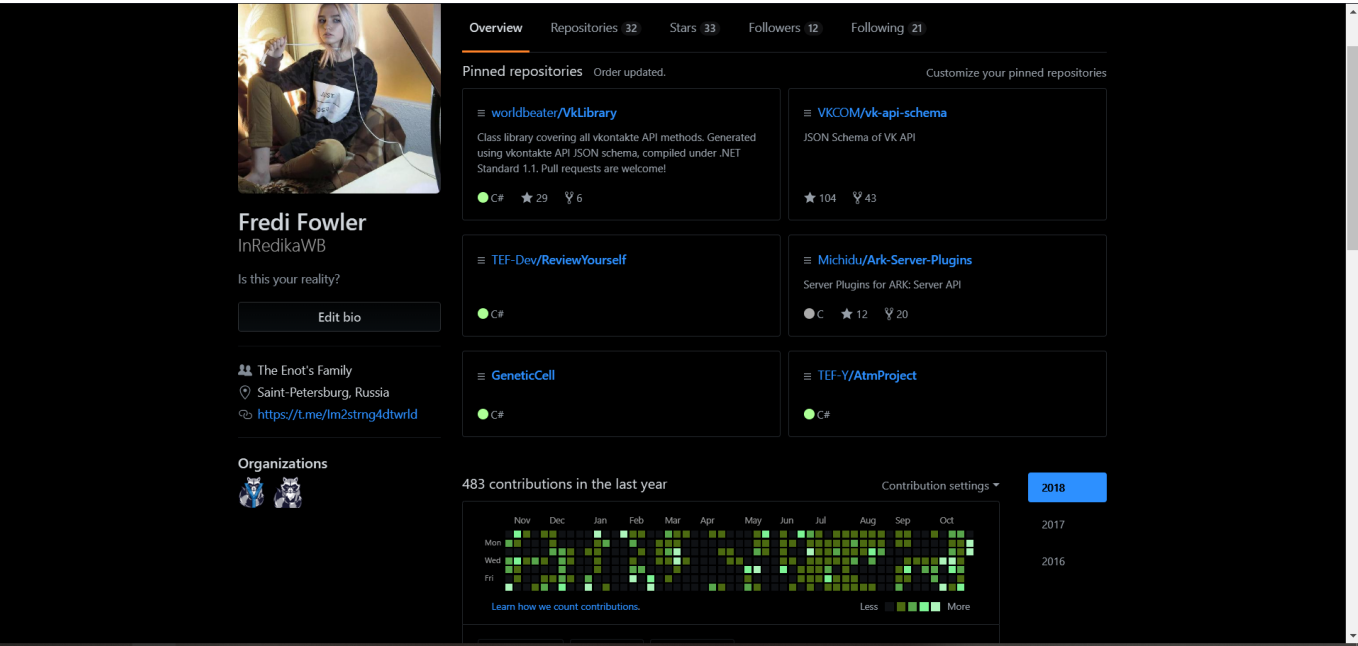 Overview Repositories 32 Stars 33 Followers 12 Following 21
Pinned repositories Order updated. Customize your pinned repositories
worldbeater/VkLibrary
Class library covering all vkontakte API methods. Generated
using vkontakte API JSON schema, compiled under .NET
Standard 1.1. Pull requests are welcome!
C# 29 6
VKCOM/vk-api-schema
JSON Schema of VK API
104 43
Fredi Fowler
InRedikaWB
Is this your reality?
Edit bio
The Enot's Family
Saint-Petersburg, Russia
https://t.me/Im2strng4dtwrld
Organizations
TEF-Dev/ReviewYourself
C#
Michidu/Ark-Server-Plugins
Server Plugins for ARK: Server API
C 12 20
GeneticCell
C#
TEF-Y/AtmProject
C#
483 contributions in the last year Contribution settings
2018
2017
2016
Nov Dec Jan Feb Mar Apr May Jun Jul Aug Sep Oct
Mon
Wed
Fri
Learn how we count contributions. Less More